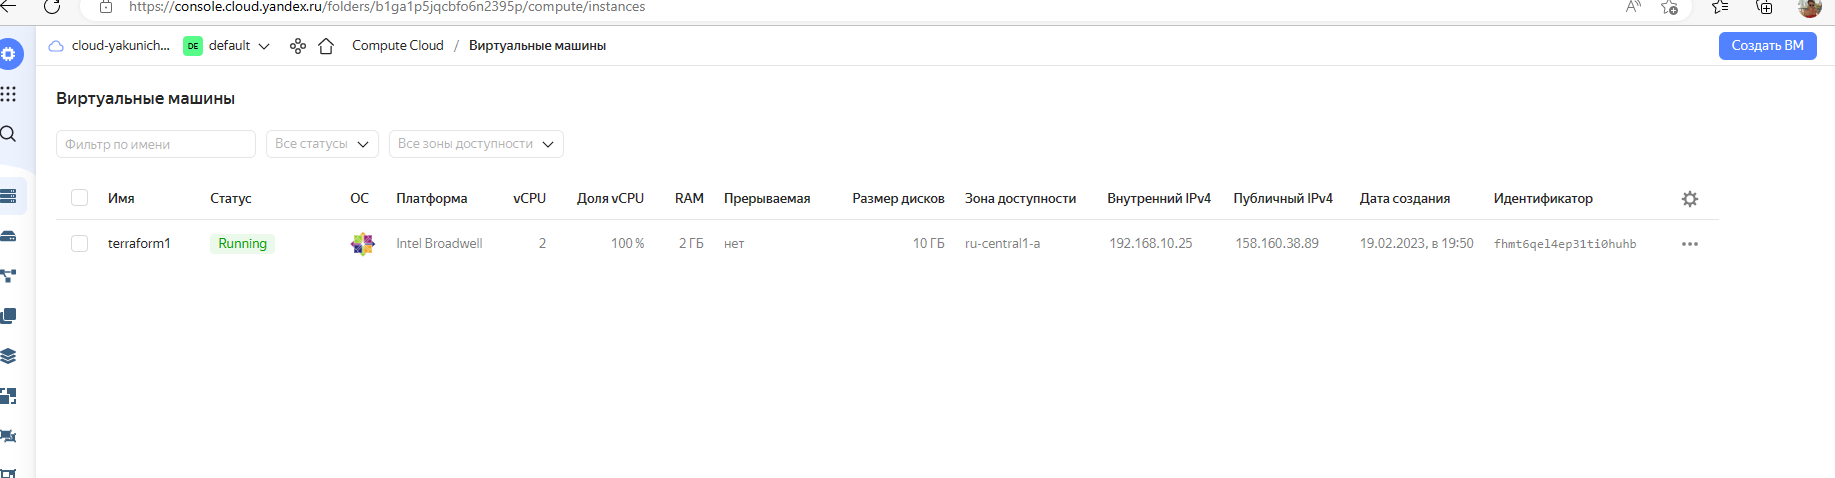 https://console.cloud.yandex.ru/folders/b1ga1p5jqcbfo6n2395p/compute/instances
cloud-yakunich... DE default Compute Cloud / Виртуальные машины Создать ВМ
Виртуальные машины
Фильтр по имени Все статусы Все зоны доступности
Имя Статус ОС Платформа vCPU Доля vCPU RAM Прерываемая Размер дисков Зона доступности Внутренний IPv4 Публичный IPv4 Дата создания Идентификатор
terraform1 Running Intel Broadwell 2 100 % 2 ГБ нет 10 ГБ ru-central1-a 192.168.10.25 158.160.38.89 19.02.2023, в 19:50 fhmt6qel4ep31ti0huhb